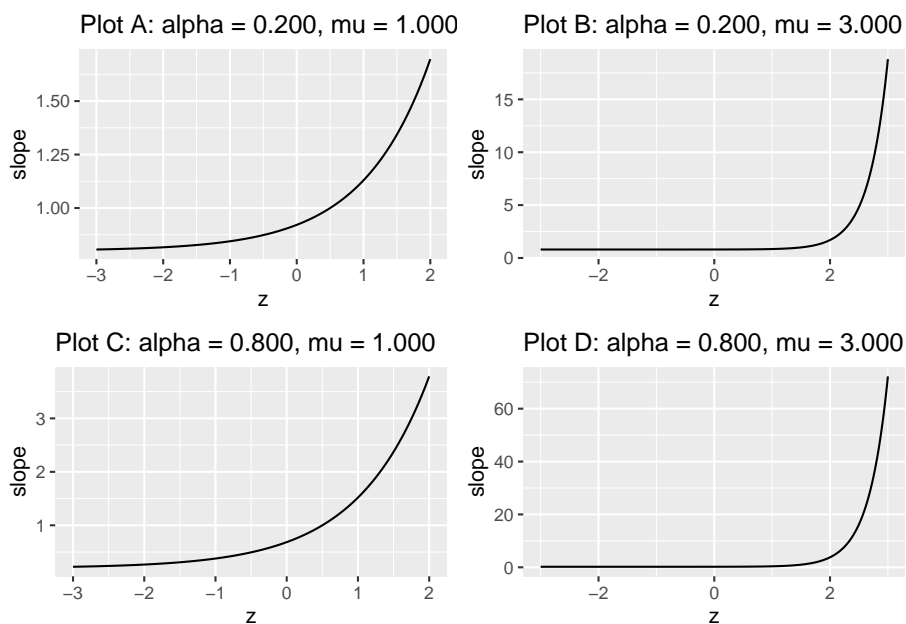 Plot A: alpha = 0.200, mu = 1.000
1.50
1.25
1.00
slope
−3 −2 −1 0 1 2
z
Plot B: alpha = 0.200, mu = 3.000
15
10
5
0
slope
−2 0 2
z
Plot C: alpha = 0.800, mu = 1.000
3
2
1
slope
−3 −2 −1 0 1 2
z
Plot D: alpha = 0.800, mu = 3.000
60
40
20
0
slope
−2 0 2
z